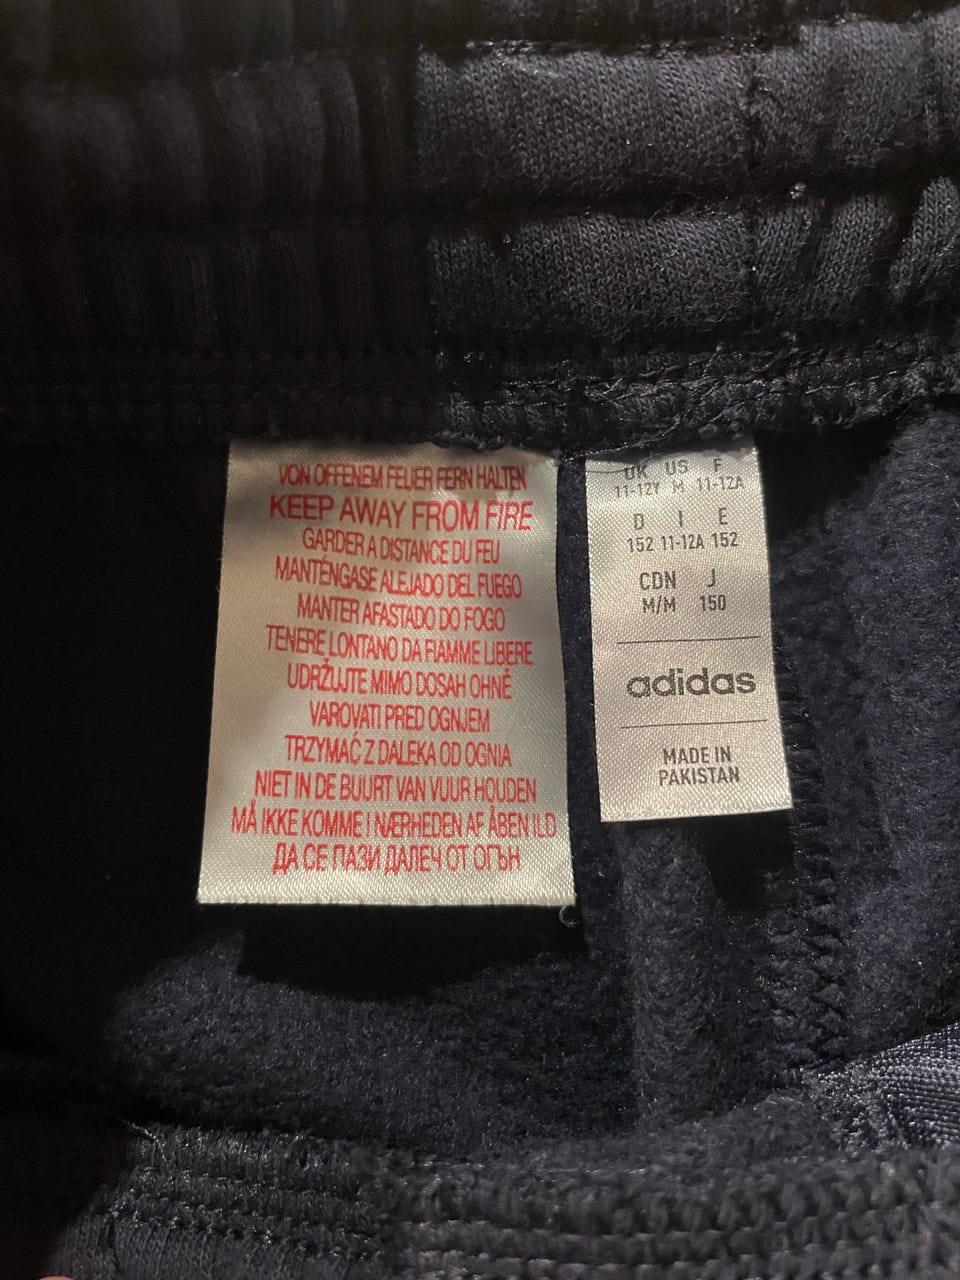 VON OFFENEM FEUER FERN HALTEN
KEEP AWAY FROM FIRE
GARDER A DISTANCE DU FEU
MANTÉNGASE ALEJADO DEL FUEGO
MANTER AFASTADO DO FOGO
TENERE LONTANO DA FIAMME LIBERE
UDRŽUJTE MIMO DOSAH OHNĚ
VAROVATI PRED OGNJEM
TRZYMAĆ Z DALEKA OD OGNIA
NIET IN DE BUURT VAN VUUR HOUDEN
MÅ IKKE KOMME I NÆRHEDEN AF ÅBEN ILD
ДА СЕ ПАЗИ ДАЛЕЧ ОТ ОГЪН
UK US F
11-12Y M 11-12A
D I E
152 11-12A 152
CDN J
M/M 150
adidas
MADE IN
PAKISTAN